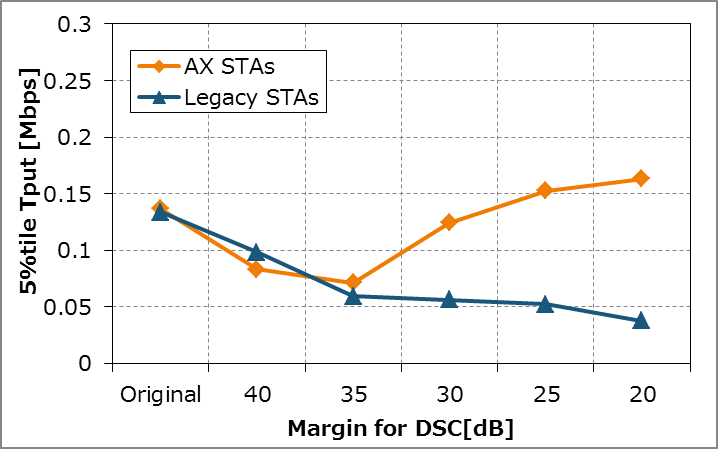 0.3
0.25
0.2
0.15
0.1
0.05
0
5%tile Tput [Mbps]
AX STAs
Legacy STAs
Original 40 35 30 25 20
Margin for DSC[dB]